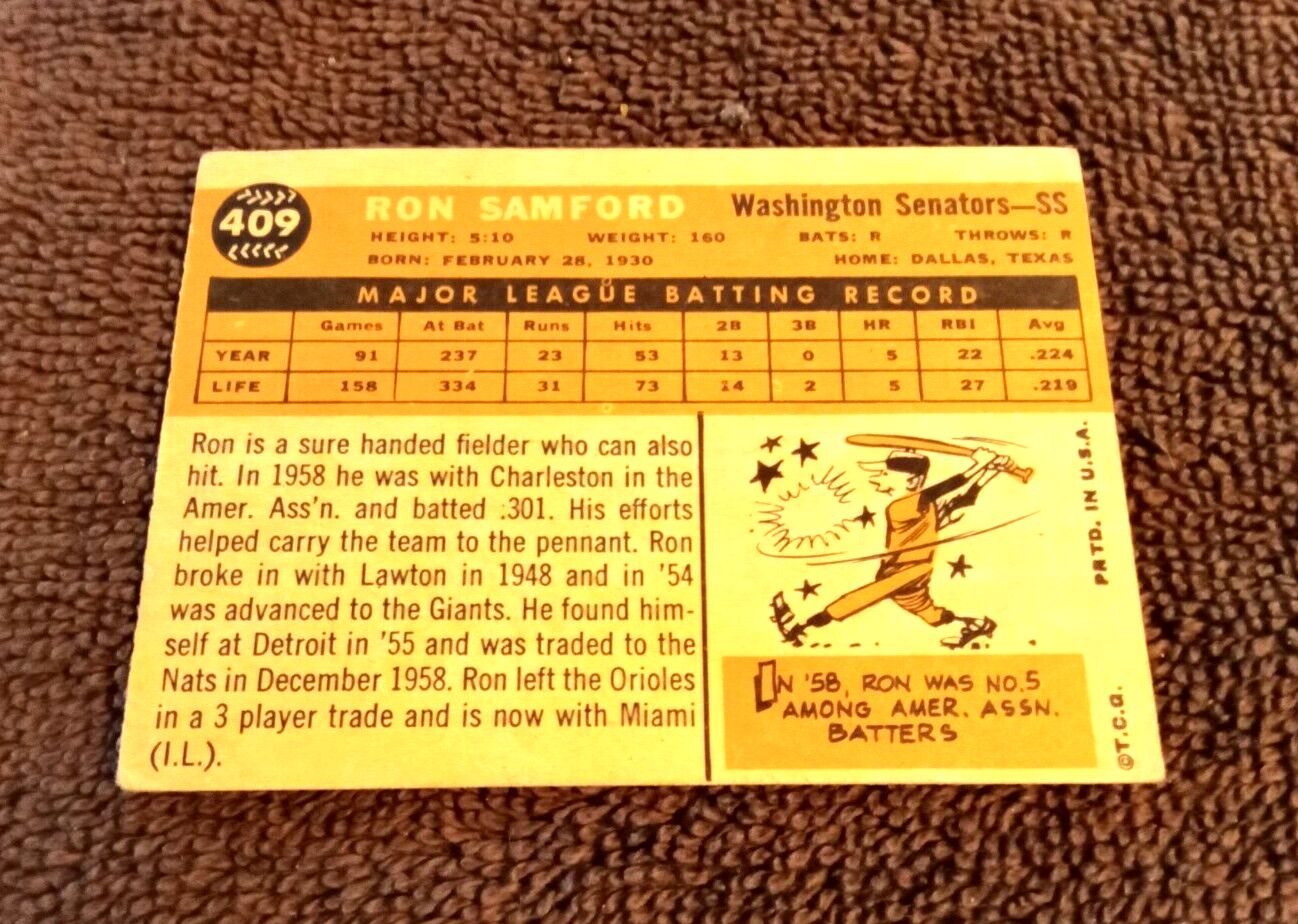 409
RON SAMFORD Washington Senators—SS
HEIGHT: 5:10 WEIGHT: 160 BATS: R THROWS: R
BORN: FEBRUARY 28, 1930 HOME: DALLAS, TEXAS
MAJOR LEAGUE BATTING RECORD
Games At Bat Runs Hits 2B 3B HR RBI Avg
YEAR 91 237 23 53 13 0 5 22 .224
LIFE 158 334 31 73 14 2 5 27 .219
Ron is a sure handed fielder who can also
hit. In 1958 he was with Charleston in the
Amer. Ass'n. and batted .301. His efforts
helped carry the team to the pennant. Ron
broke in with Lawton in 1948 and in '54
was advanced to the Giants. He found him-
self at Detroit in '55 and was traded to the
Nats in December 1958. Ron left the Orioles
in a 3 player trade and is now with Miami
(I.L.).
IN '58, RON WAS NO.5
AMONG AMER. ASSN.
BATTERS
PRTD. IN U.S.A.
©T.C.G.